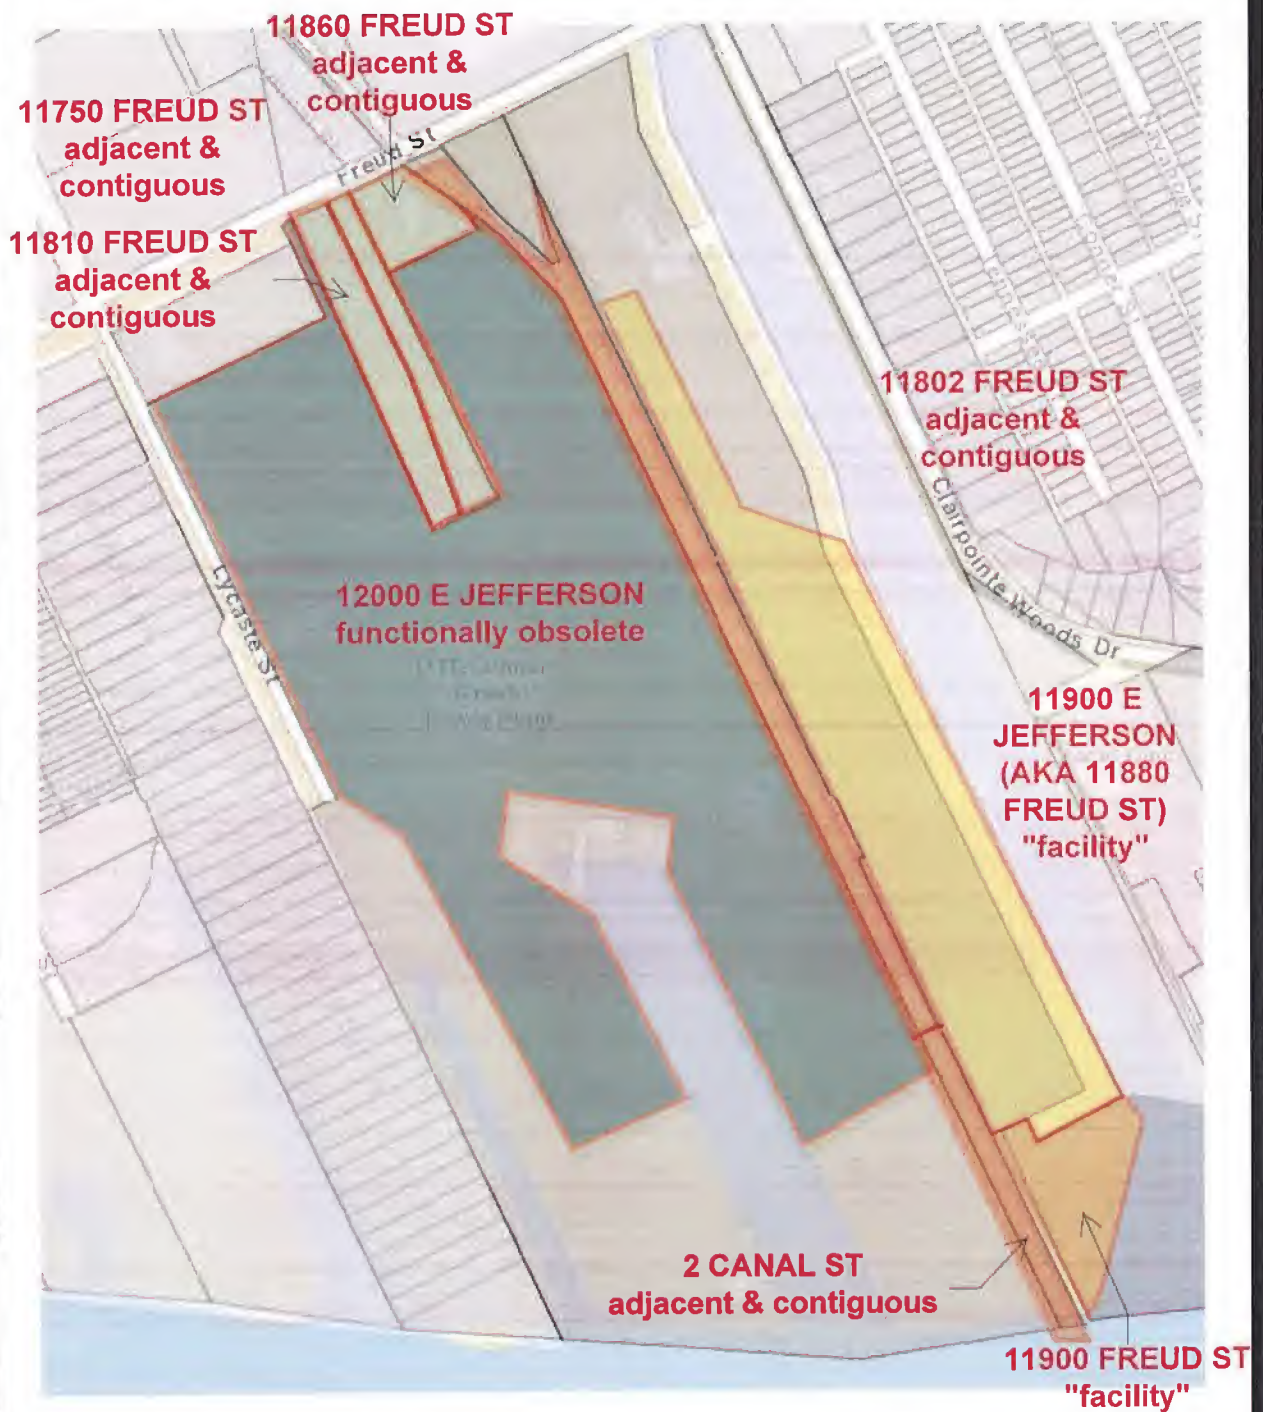 11860 FREUD ST
adjacent &
contiguous
11750 FREUD ST
adjacent &
contiguous
Freud St
11810 FREUD ST
adjacent &
contiguous
11802 FREUD ST
adjacent &
contiguous
Clairpointe Woods Dr
Lycaste St
12000 E JEFFERSON
functionally obsolete
11900 E
JEFFERSON
(AKA 11880
FREUD ST)
"facility"
2 CANAL ST
adjacent & contiguous
11900 FREUD ST
"facility"